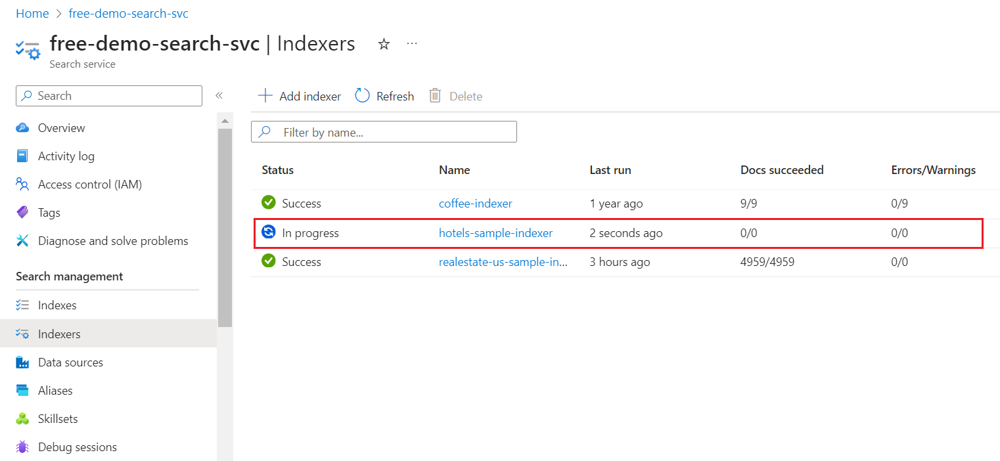 Home > free-demo-search-svc
free-demo-search-svc | Indexers ...
Search service
Search
Overview
Activity log
Access control (IAM)
Tags
Diagnose and solve problems
Search management
Indexes
Indexers
Data sources
Aliases
Skillsets
Debug sessions
Add indexer Refresh Delete
Filter by name...
Status Name Last run Docs succeeded Errors/Warnings
Success coffee-indexer 1 year ago 9/9 0/9
In progress hotels-sample-indexer 2 seconds ago 0/0 0/0
Success realestate-us-sample-in... 3 hours ago 4959/4959 0/0